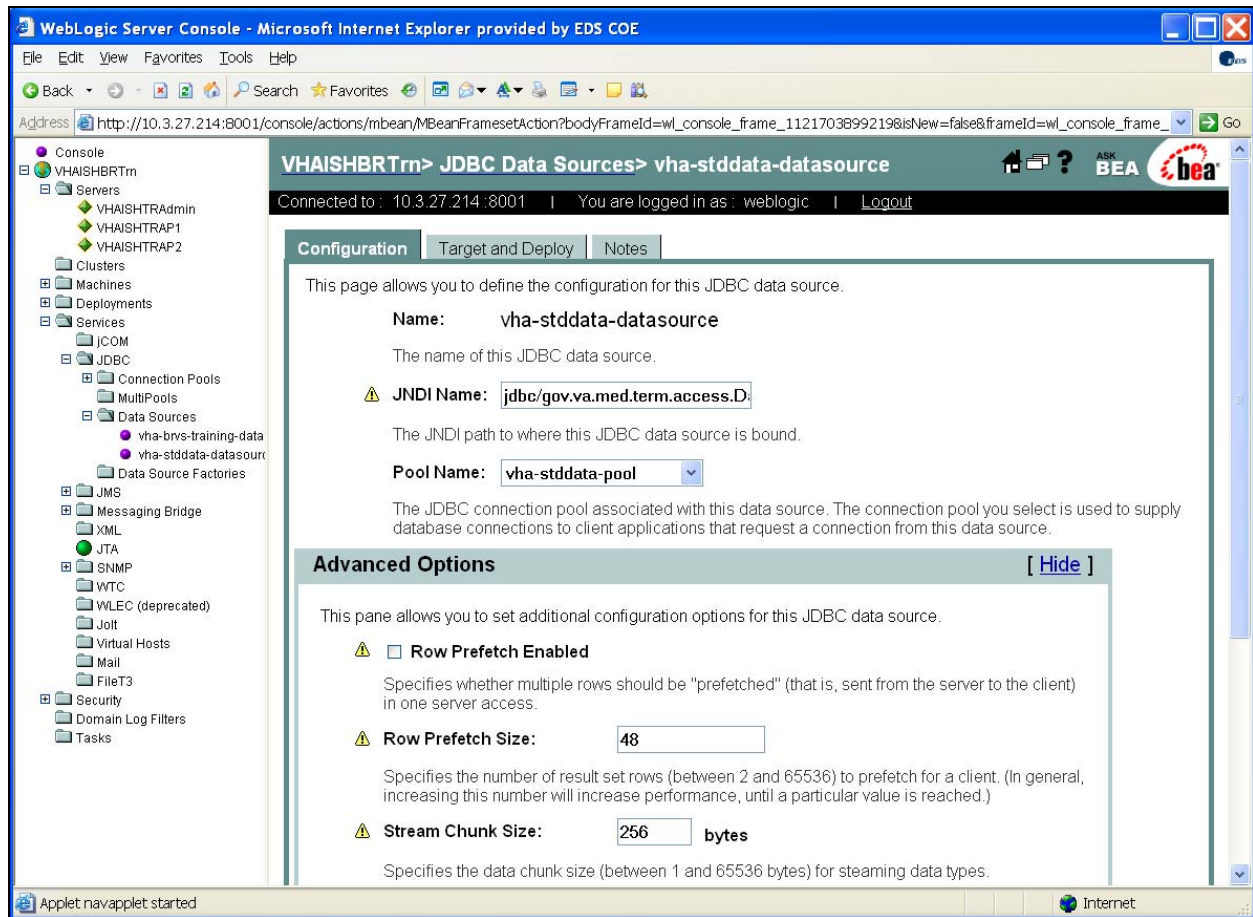 WebLogic Server Console - Microsoft Internet Explorer provided by EDS COE
File Edit View Favorites Tools Help
Back Search Favorites
Address http://10.3.27.214:8001/console/actions/mbean/MBeanFramesetAction?bodyFrameId=wl_console_frame_1121703899219&isNew=false&frameId=wl_console_frame_ Go
Console
VHAISHBRTrn
Servers
VHAISHTRAdmin
VHAISHTRAP1
VHAISHTRAP2
Clusters
Machines
Deployments
Services
jCOM
JDBC
Connection Pools
MultiPools
Data Sources
vha-brvs-training-data
vha-stddata-datasourc
Data Source Factories
JMS
Messaging Bridge
XML
JTA
SNMP
WTC
WLEC (deprecated)
Jolt
Virtual Hosts
Mail
FileT3
Security
Domain Log Filters
Tasks
VHAISHBRTrn> JDBC Data Sources> vha-stddata-datasource
? ASK BEA bea
Connected to : 10.3.27.214 :8001 | You are logged in as : weblogic | Logout
Configuration Target and Deploy Notes
This page allows you to define the configuration for this JDBC data source.
Name: vha-stddata-datasource
The name of this JDBC data source.
JNDI Name: jdbc/gov.va.med.term.access.Da
The JNDI path to where this JDBC data source is bound.
Pool Name: vha-stddata-pool
The JDBC connection pool associated with this data source. The connection pool you select is used to supply
database connections to client applications that request a connection from this data source.
Advanced Options [ Hide ]
This pane allows you to set additional configuration options for this JDBC data source.
Row Prefetch Enabled
Specifies whether multiple rows should be "prefetched" (that is, sent from the server to the client)
in one server access.
Row Prefetch Size: 48
Specifies the number of result set rows (between 2 and 65536) to prefetch for a client. (In general,
increasing this number will increase performance, until a particular value is reached.)
Stream Chunk Size: 256 bytes
Specifies the data chunk size (between 1 and 65536 bytes) for steaming data types.
Applet navapplet started Internet